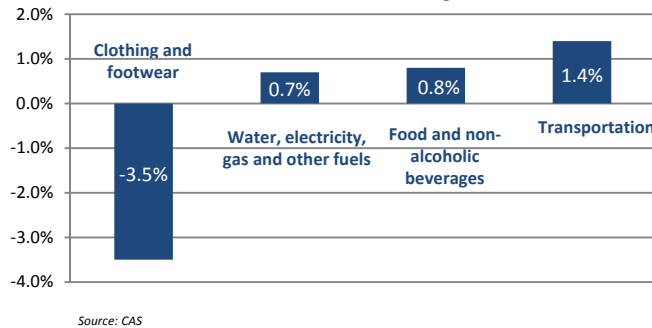 2.0%
1.0%
0.0%
-1.0%
-2.0%
-3.0%
-4.0%
Clothing and
footwear
-3.5%
0.7%
Water, electricity,
gas and other fuels
0.8%
Food and non-
alcoholic
beverages
1.4%
Transportation
Source: CAS